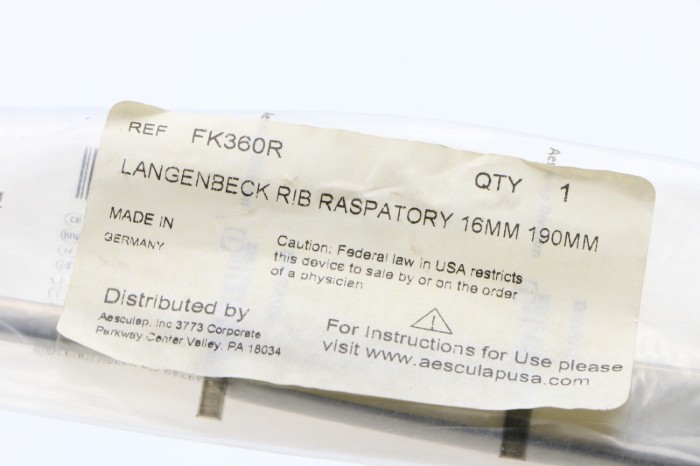 REF FK360R
LANGENBECK RIB RASPATORY 16MM 190MM
QTY 1
MADE IN
GERMANY
Caution: Federal law in USA restricts
this device to sale by or on the order
of a physician
Distributed by
Aesculap, Inc 3773 Corporate
Parkway Center Valley, PA 18034
For Instructions for Use please
visit www.aesculapusa.com